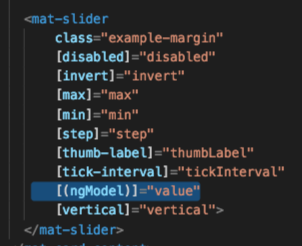 <mat-slider
class="example-margin"
[disabled]="disabled"
[invert]="invert"
[max]="max"
[min]="min"
[step]="step"
[thumb-label]="thumbLabel"
[tick-interval]="tickInterval"
[(ngModel)]="value"
[vertical]="vertical">
</mat-slider>